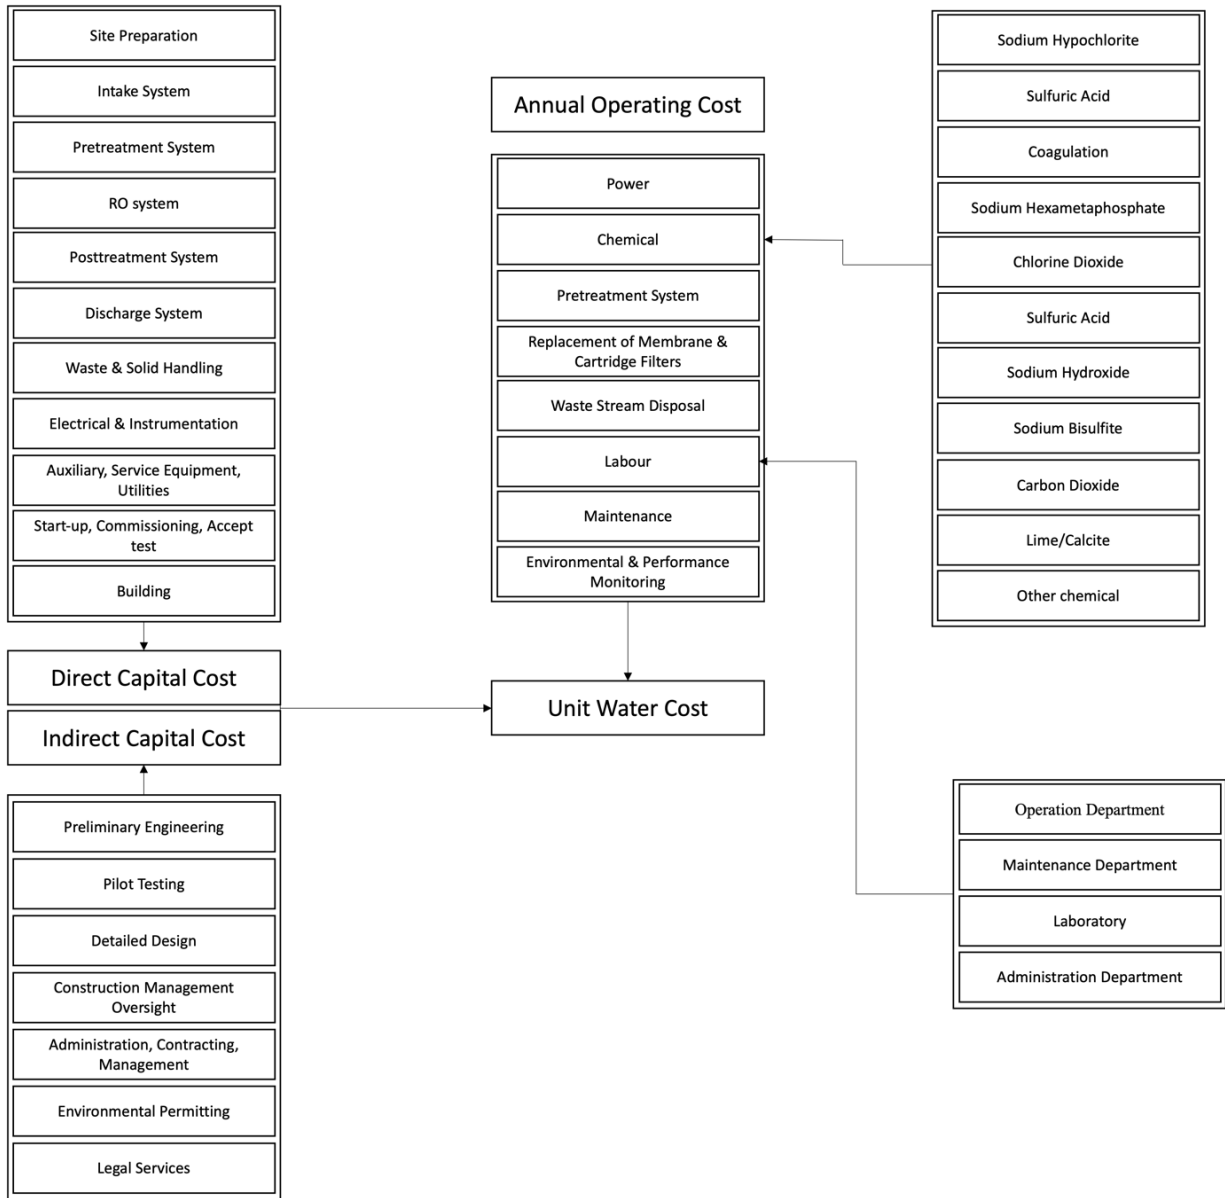 Site Preparation
Intake System
Pretreatment System
RO system
Posttreatment System
Discharge System
Waste & Solid Handling
Electrical & Instrumentation
Auxiliary, Service Equipment,
Utilities
Start-up, Commissioning, Accept
test
Building
Direct Capital Cost
Indirect Capital Cost
Preliminary Engineering
Pilot Testing
Detailed Design
Construction Management
Oversight
Administration, Contracting,
Management
Environmental Permitting
Legal Services
Annual Operating Cost
Power
Chemical
Pretreatment System
Replacement of Membrane &
Cartridge Filters
Waste Stream Disposal
Labour
Maintenance
Environmental & Performance
Monitoring
Unit Water Cost
Sodium Hypochlorite
Sulfuric Acid
Coagulation
Sodium Hexametaphosphate
Chlorine Dioxide
Sulfuric Acid
Sodium Hydroxide
Sodium Bisulfite
Carbon Dioxide
Lime/Calcite
Other chemical
Operation Department
Maintenance Department
Laboratory
Administration Department